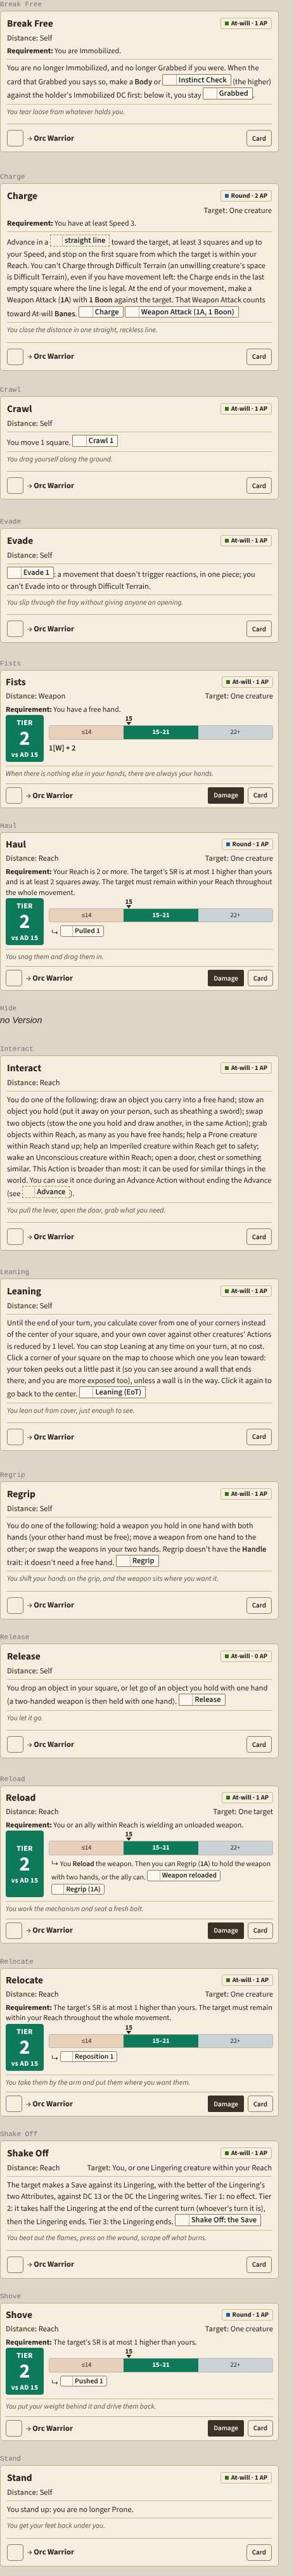 Break Free
Break Free
At-will · 1 AP
Distance: Self
Requirement: You are Immobilized.
You are no longer Immobilized, and no longer Grabbed if you were. When the
card that Grabbed you says so, make a Body or Instinct Check (the higher)
against the holder's Immobilized DC first: below it, you stay Grabbed.
You tear loose from whatever holds you.
→ Orc Warrior
Card
Charge
Charge
Round · 2 AP
Target: One creature
Requirement: You have at least Speed 3.
Advance in a straight line toward the target, at least 3 squares and up to
your Speed, and stop on the first square from which the target is within your
Reach. You can't Charge through Difficult Terrain (an unwilling creature's space
is Difficult Terrain), even if you have movement left: the Charge ends in the last
empty square where the line is legal. At the end of your movement, make a
Weapon Attack (1A) with 1 Boon against the target. That Weapon Attack counts
toward At-will Banes. Charge Weapon Attack (1A, 1 Boon)
You close the distance in one straight, reckless line.
→ Orc Warrior
Card
Crawl
Crawl
At-will · 1 AP
Distance: Self
You move 1 square. Crawl 1
You drag yourself along the ground.
→ Orc Warrior
Card
Evade
Evade
At-will · 1 AP
Distance: Self
Evade 1 : a movement that doesn't trigger reactions, in one piece; you
can't Evade into or through Difficult Terrain.
You slip through the fray without giving anyone an opening.
→ Orc Warrior
Card
Fists
Fists
At-will · 1 AP
Distance: Weapon
Target: One creature
Requirement: You have a free hand.
TIER
2
vs AD 15
15
≤14
15–21
22+
1[W] + 2
When there is nothing else in your hands, there are always your hands.
→ Orc Warrior
Damage
Card
Haul
Haul
Round · 1 AP
Distance: Reach
Target: One creature
Requirement: Your Reach is 2 or more. The target's SR is at most 1 higher than yours
and is at least 2 squares away. The target must remain within your Reach throughout
the whole movement.
TIER
2
vs AD 15
15
≤14
15–21
22+
↳ Pulled 1
You snag them and drag them in.
→ Orc Warrior
Damage
Card
Hide
no Version
Interact
Interact
At-will · 1 AP
Distance: Reach
You do one of the following: draw an object you carry into a free hand; stow an
object you hold (put it away on your person, such as sheathing a sword); swap
two objects (stow the one you hold and draw another, in the same Action); grab
objects within Reach, as many as you have free hands; help a Prone creature
within Reach stand up; help an Imperiled creature within Reach get to safety;
wake an Unconscious creature within Reach; open a door, chest or something
similar. This Action is broader than most: it can be used for similar things in the
world. You can use it once during an Advance Action without ending the Advance
(see Advance ).
You pull the lever, open the door, grab what you need.
→ Orc Warrior
Card
Leaning
Leaning
At-will · 1 AP
Distance: Self
Until the end of your turn, you calculate cover from one of your corners instead
of the center of your square, and your own cover against other creatures' Actions
is reduced by 1 level. You can stop Leaning at any time on your turn, at no cost.
Click a corner of your square on the map to choose which one you lean toward:
your token peeks out a little past it (so you can see around a wall that ends
there, and you are more exposed too), unless a wall is in the way. Click it again to
go back to the center. Leaning (EoT)
You lean out from cover, just enough to see.
→ Orc Warrior
Card
Regrip
Regrip
At-will · 1 AP
Distance: Self
You do one of the following: hold a weapon you hold in one hand with both
hands (your other hand must be free); move a weapon from one hand to the
other; or swap the weapons in your two hands. Regrip doesn't have the Handle
trait: it doesn't need a free hand. Regrip
You shift your hands on the grip, and the weapon sits where you want it.
→ Orc Warrior
Card
Release
Release
At-will · 0 AP
Distance: Self
You drop an object in your square, or let go of an object you hold with one hand
(a two-handed weapon is then held with one hand). Release
You let it go.
→ Orc Warrior
Card
Reload
Reload
At-will · 1 AP
Distance: Reach
Target: One target
Requirement: You or an ally within Reach is wielding an unloaded weapon.
TIER
2
vs AD 15
15
≤14
15–21
22+
↳ You Reload the weapon. Then you can Regrip (1A) to hold the weapon
with two hands, or the ally can. Weapon reloaded
Regrip (1A)
You work the mechanism and seat a fresh bolt.
→ Orc Warrior
Damage
Card
Relocate
Relocate
At-will · 1 AP
Distance: Reach
Target: One creature
Requirement: The target's SR is at most 1 higher than yours. The target must remain
within your Reach throughout the whole movement.
TIER
2
vs AD 15
15
≤14
15–21
22+
↳ Reposition 1
You take them by the arm and put them where you want them.
→ Orc Warrior
Damage
Card
Shake Off
Shake Off
At-will · 1 AP
Distance: Reach
Target: You, or one Lingering creature within your Reach
The target makes a Save against its Lingering, with the better of the Lingering's
two Attributes, against DC 13 or the DC the Lingering writes. Tier 1: no effect. Tier
2: it takes half the Lingering at the end of the current turn (whoever's turn it is),
then the Lingering ends. Tier 3: the Lingering ends. Shake Off: the Save
You beat out the flames, press on the wound, scrape off what burns.
→ Orc Warrior
Card
Shove
Shove
Round · 1 AP
Distance: Reach
Target: One creature
Requirement: The target's SR is at most 1 higher than yours.
TIER
2
vs AD 15
15
≤14
15–21
22+
↳ Pushed 1
You put your weight behind it and drive them back.
→ Orc Warrior
Damage
Card
Stand
Stand
At-will · 1 AP
Distance: Self
You stand up: you are no longer Prone.
You get your feet back under you.
→ Orc Warrior
Card